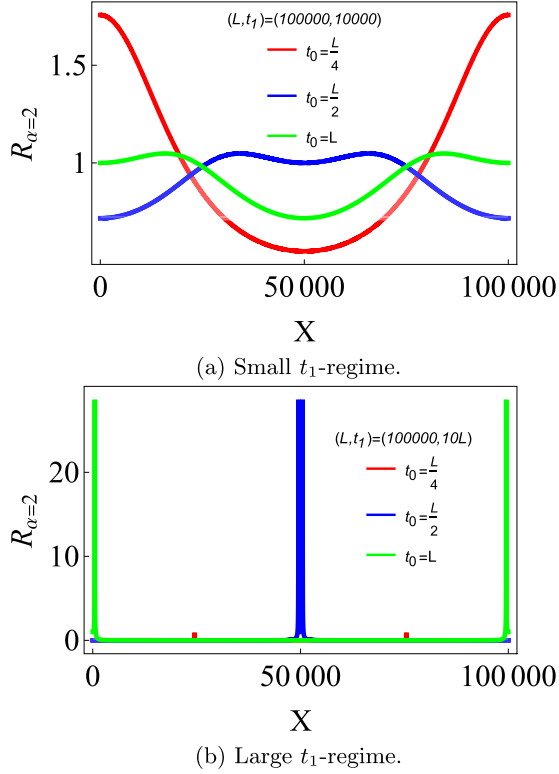 (L,t₁)=(100000,10000)
t₀=L/4
t₀=L/2
t₀=L
1.5
1
R_{α=2}
0
50 000
100 000
X
(a) Small t₁-regime.
(L,t₁)=(100000,10L)
t₀=L/4
t₀=L/2
t₀=L
20
10
0
R_{α=2}
0
50 000
100 000
X
(b) Large t₁-regime.